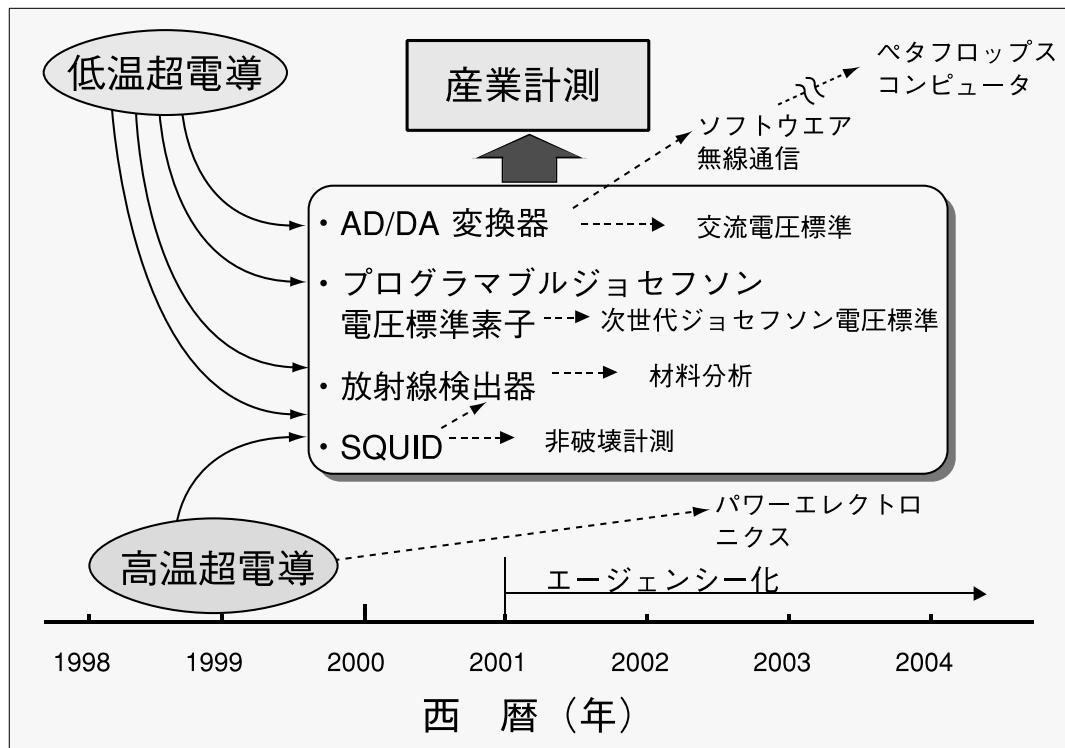 低温超電導
産業計測
ペタフロップス
コンピュータ
ソフトウエア
無線通信
・AD/DA 変換器
交流電圧標準
・プログラマブルジョセフソン
電圧標準素子
次世代ジョセフソン電圧標準
・放射線検出器
材料分析
・SQUID
非破壊計測
パワーエレクトロ
ニクス
高温超電導
エージェンシー化
1998 1999 2000 2001 2002 2003 2004
西 暦（年）